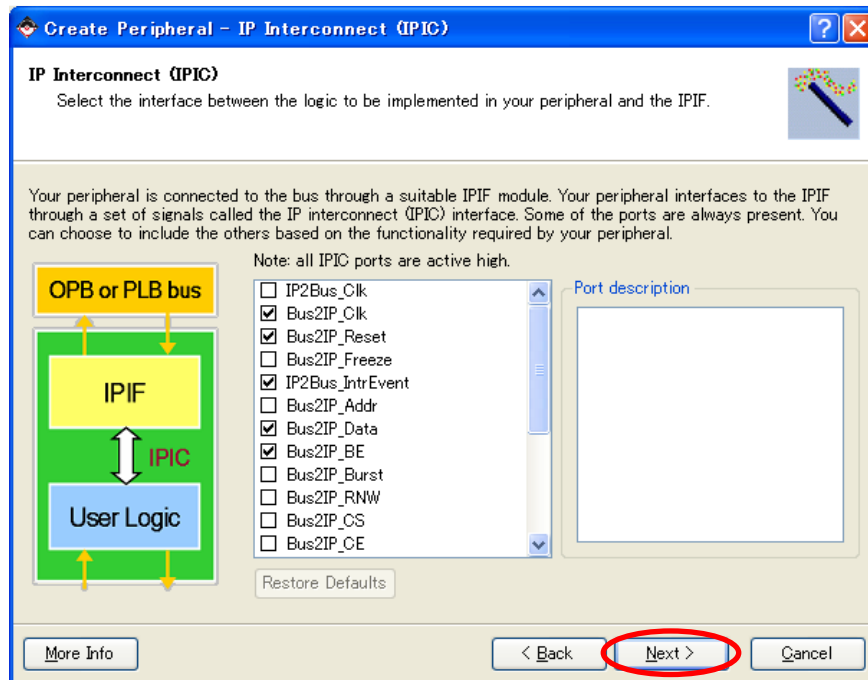 Create Peripheral - IP Interconnect (IPIC)
IP Interconnect (IPIC)
Select the interface between the logic to be implemented in your peripheral and the IPIF.
Your peripheral is connected to the bus through a suitable IPIF module. Your peripheral interfaces to the IPIF
through a set of signals called the IP interconnect (IPIC) interface. Some of the ports are always present. You
can choose to include the others based on the functionality required by your peripheral.
Note: all IPIC ports are active high.
OPB or PLB bus
IPIF
IPIC
User Logic
IP2Bus_Clk
Bus2IP_Clk
Bus2IP_Reset
Bus2IP_Freeze
IP2Bus_IntrEvent
Bus2IP_Addr
Bus2IP_Data
Bus2IP_BE
Bus2IP_Burst
Bus2IP_RNW
Bus2IP_CS
Bus2IP_CE
Port description
Restore Defaults
More Info
< Back
Next >
Cancel